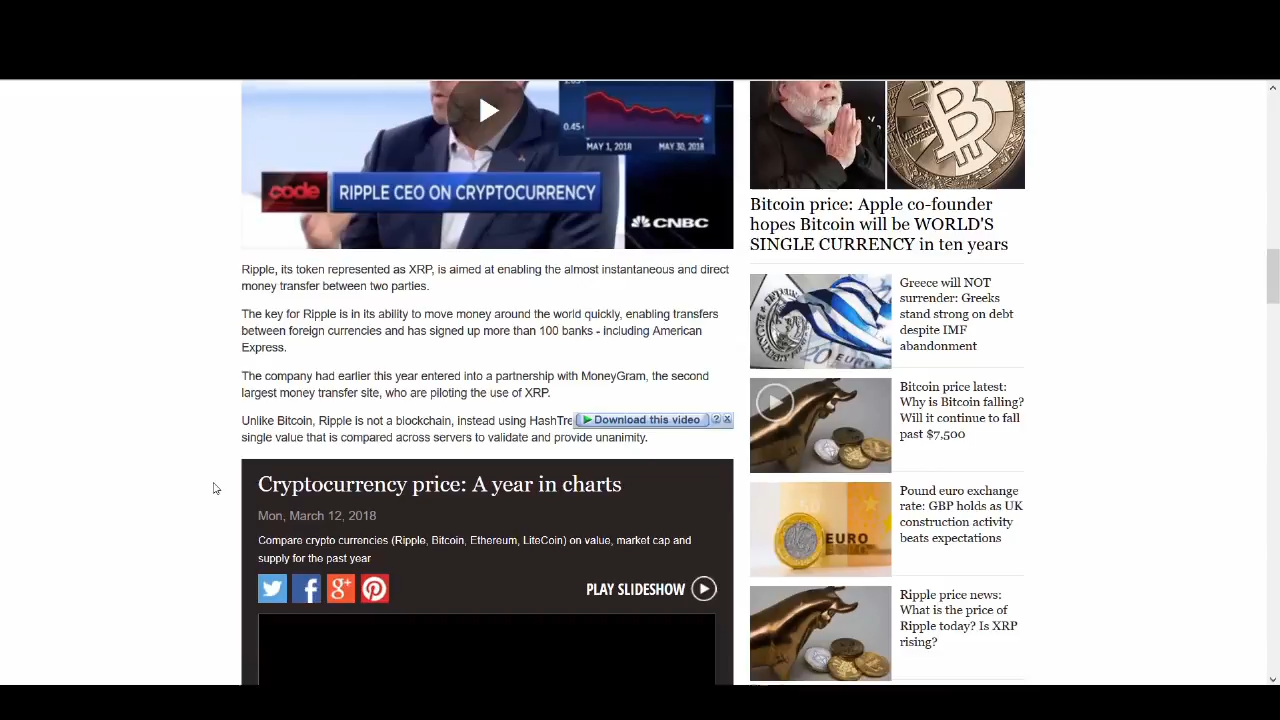 0.45
MAY 1, 2018 MAY 30, 2018
code RIPPLE CEO ON CRYPTOCURRENCY
CNBC
Ripple, its token represented as XRP, is aimed at enabling the almost instantaneous and direct
money transfer between two parties.
The key for Ripple is in its ability to move money around the world quickly, enabling transfers
between foreign currencies and has signed up more than 100 banks - including American
Express.
The company had earlier this year entered into a partnership with MoneyGram, the second
largest money transfer site, who are piloting the use of XRP.
Unlike Bitcoin, Ripple is not a blockchain, instead using HashTre
Download this video ? X
single value that is compared across servers to validate and provide unanimity.
Cryptocurrency price: A year in charts
Mon, March 12, 2018
Compare crypto currencies (Ripple, Bitcoin, Ethereum, LiteCoin) on value, market cap and
supply for the past year
PLAY SLIDESHOW
Bitcoin price: Apple co-founder
hopes Bitcoin will be WORLD'S
SINGLE CURRENCY in ten years
Greece will NOT
surrender: Greeks
stand strong on debt
despite IMF
abandonment
20 EURO
Bitcoin price latest:
Why is Bitcoin falling?
Will it continue to fall
past $7,500
Pound euro exchange
rate: GBP holds as UK
construction activity
beats expectations
EURO
Ripple price news:
What is the price of
Ripple today? Is XRP
rising?